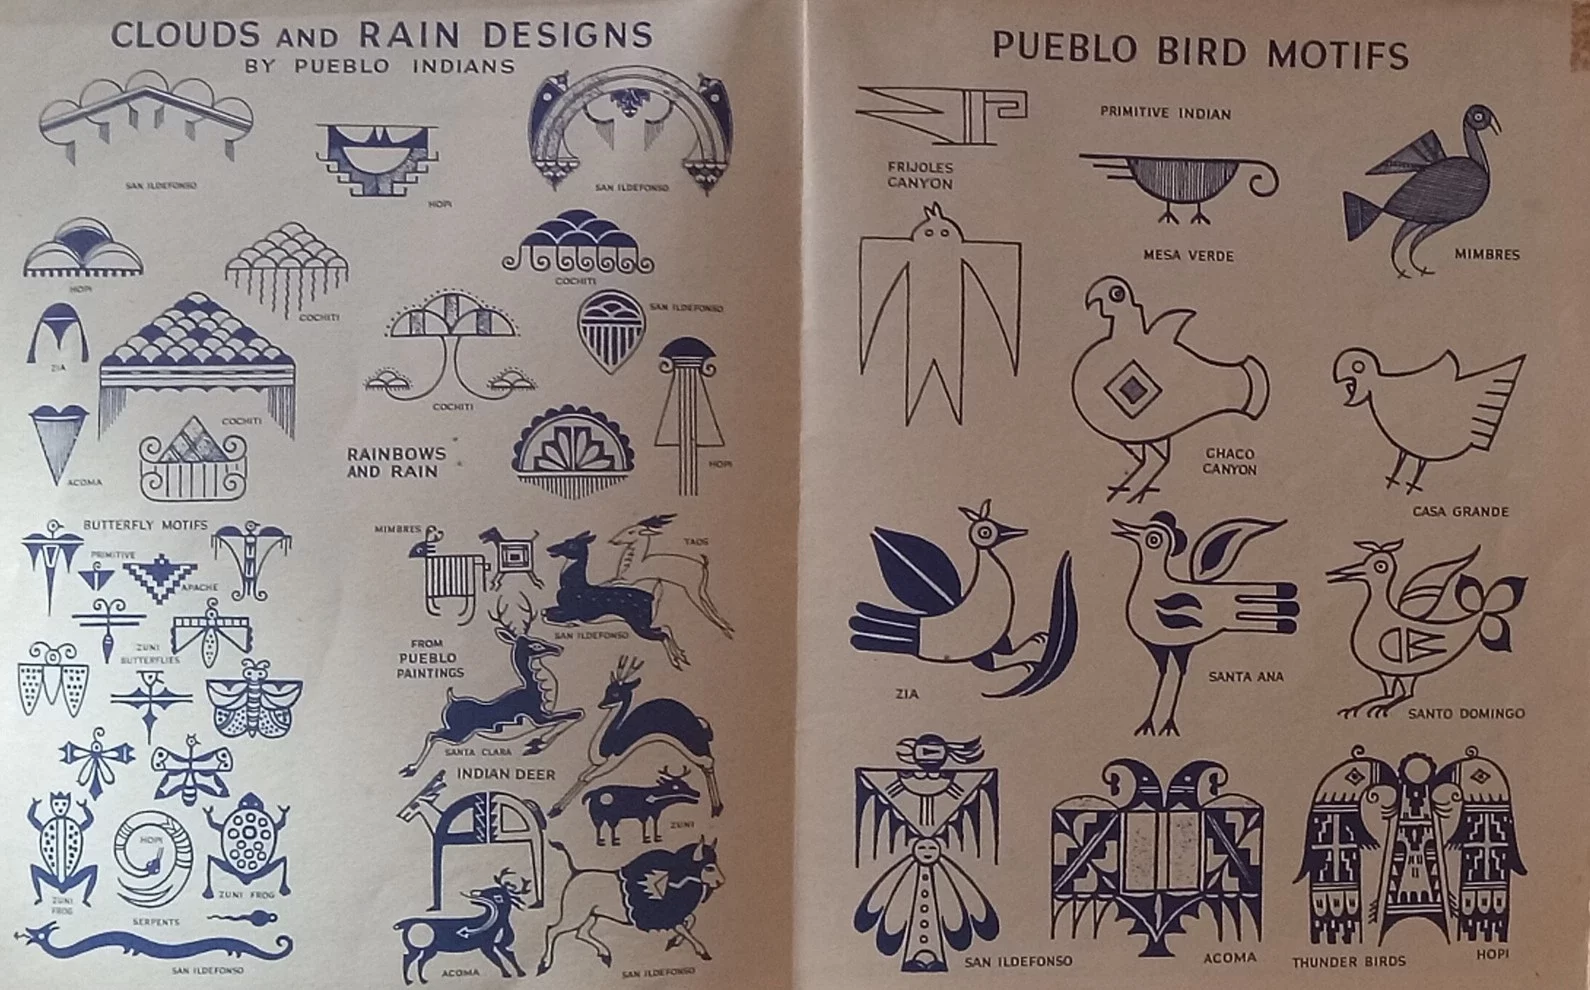 CLOUDS AND RAIN DESIGNS
BY PUEBLO INDIANS
SAN ILDEFONSO
HOPI
SAN ILDEFONSO
HOPI
COCHITI
COCHITI
SAN ILDEFONSO
ZIA
COCHITI
COCHITI
ACOMA
RAINBOWS
AND RAIN
HOPI
BUTTERFLY MOTIFS
PRIMITIVE
APACHE
ZUNI
BUTTERFLIES
MIMBRES
TAOS
SAN ILDEFONSO
FROM
PUEBLO
PAINTINGS
SANTA CLARA
INDIAN DEER
ZUNI
HOPI
ZUNI
FROG
ZUNI FROG
SERPENTS
SAN ILDEFONSO
ACOMA
SAN ILDEFONSO
PUEBLO BIRD MOTIFS
PRIMITIVE INDIAN
FRIJOLES
CANYON
MESA VERDE
MIMBRES
CHACO
CANYON
CASA GRANDE
ZIA
SANTA ANA
SANTO DOMINGO
SAN ILDEFONSO
ACOMA
THUNDER BIRDS
HOPI